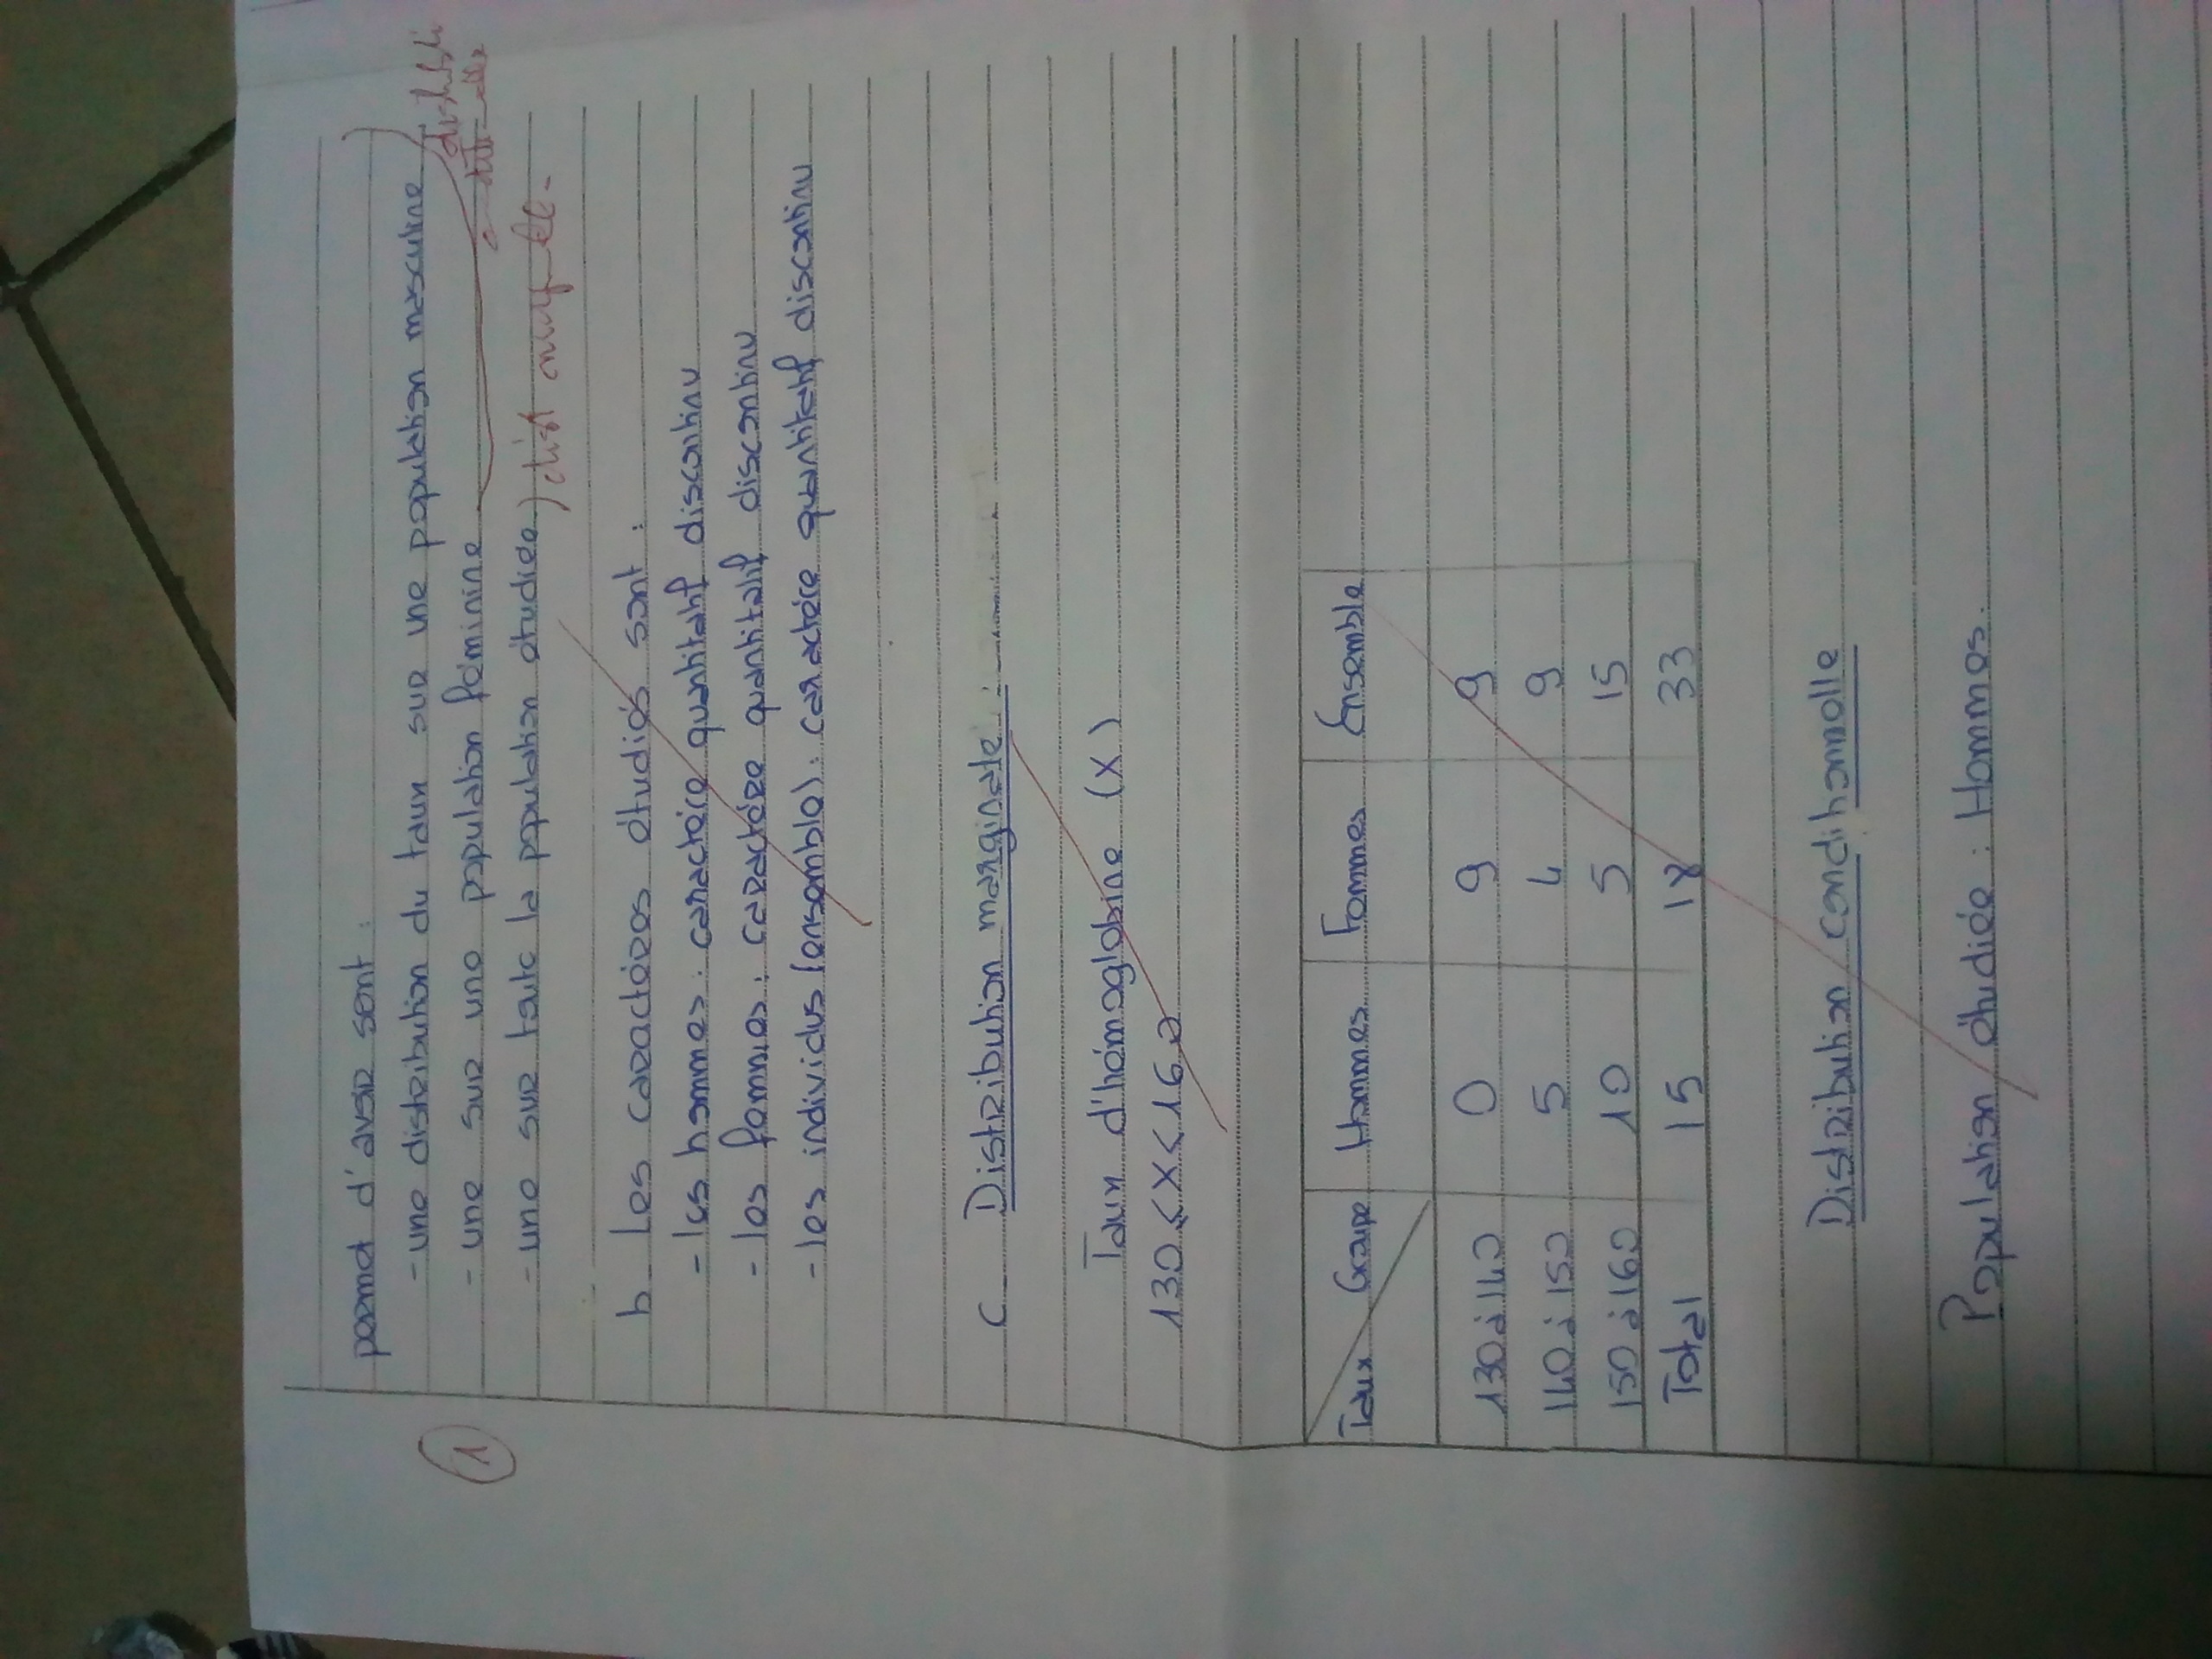 permet d'avoir sont :
- une distribution du taux sur une population masculine
1
- une sur une population féminine
- une sur toute la population étudiée ) dist
b - Les caractères étudiés sont :
- les hommes : caractère quantitatif discontinu
- les femmes : caractère quantitatif discontinu
- les individus (ensemble) : caractère quantitatif discontinu
c - Distribution marginale :
Taux d'hémoglobine (X)
130 ≤ X < 160
Taux Groupe Hommes Femmes Ensemble
130 à 140 0 9 9
140 à 150 5 4 9
150 à 160 10 5 15
Total 15 18 33
Distribution conditionnelle
Population étudiée : Hommes.